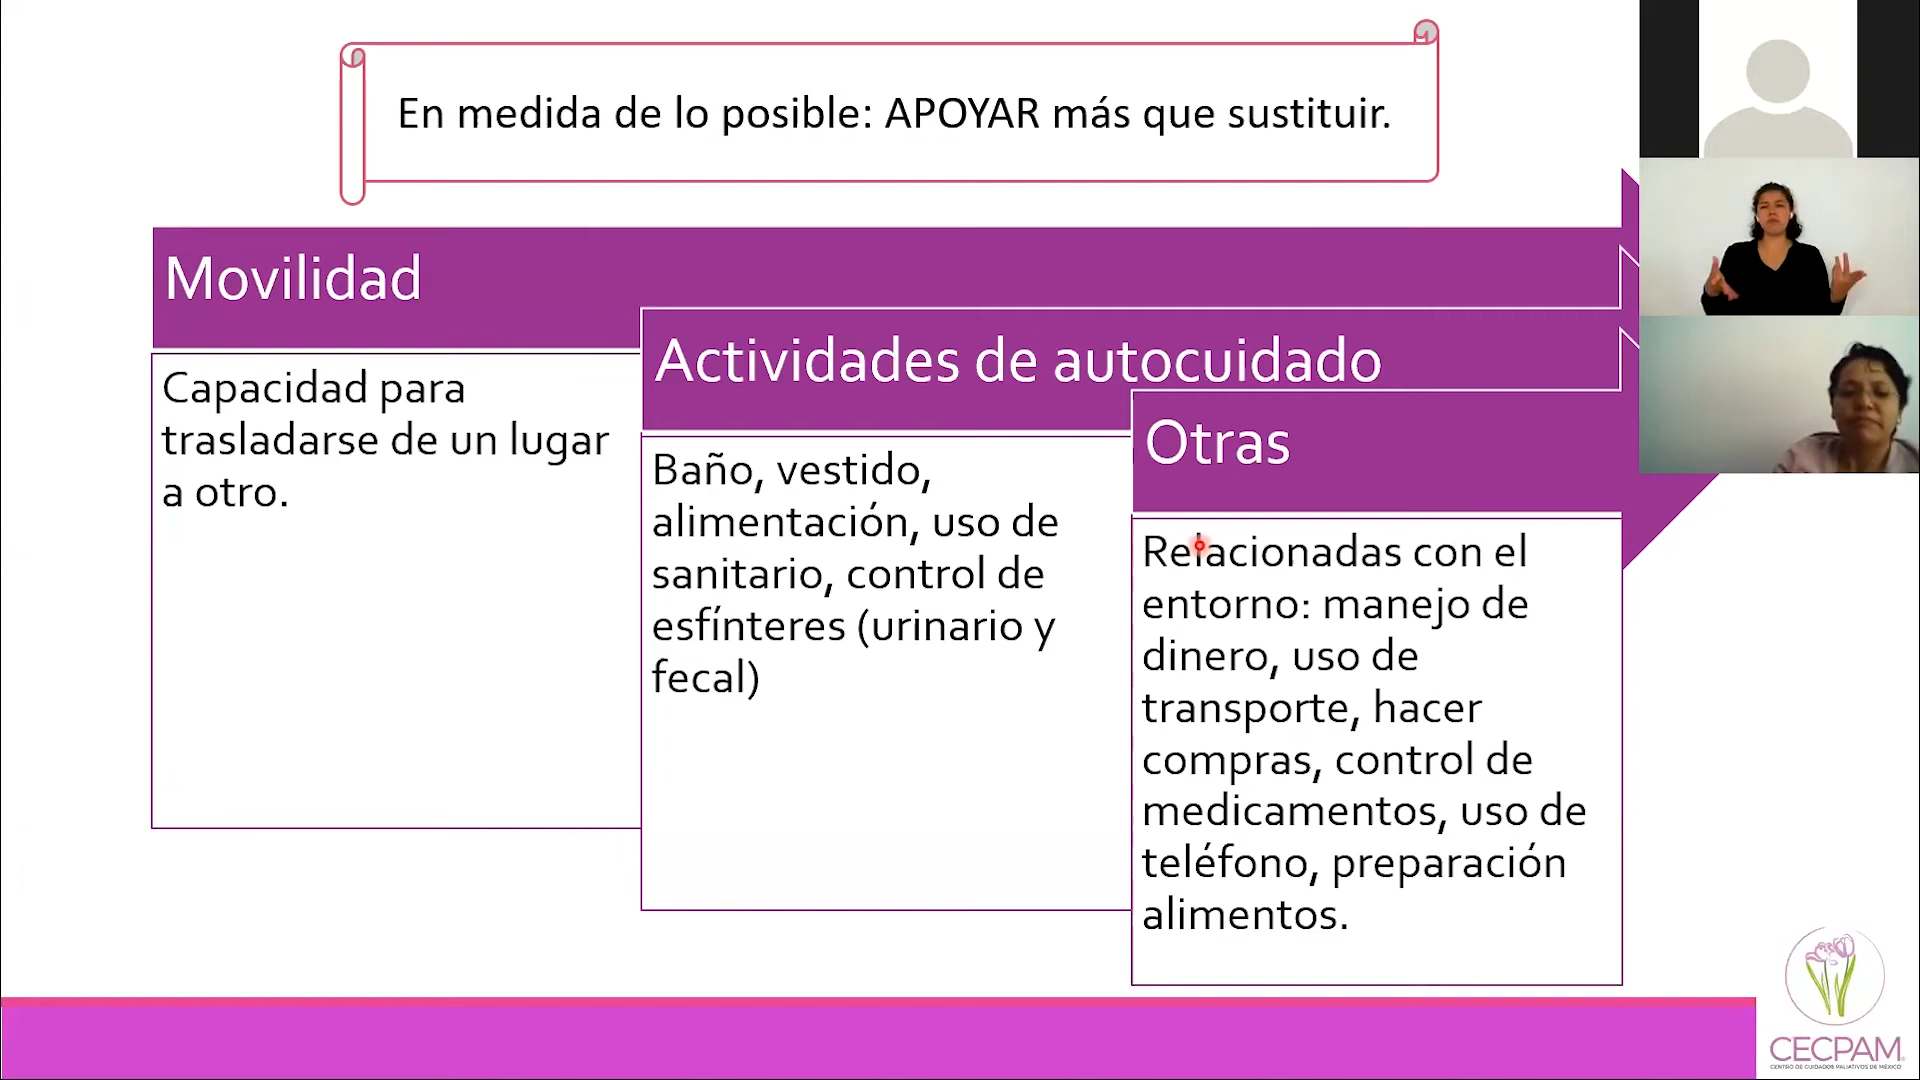 En medida de lo posible: APOYAR más que sustituir.
Movilidad
Capacidad para
trasladarse de un lugar
a otro.
Actividades de autocuidado
Baño, vestido,
alimentación, uso de
sanitario, control de
esfínteres (urinario y
fecal)
Otras
Relacionadas con el
entorno: manejo de
dinero, uso de
transporte, hacer
compras, control de
medicamentos, uso de
teléfono, preparación
alimentos.
CECPAM
CENTRO DE CUIDADOS PALIATIVOS DE MÉXICO